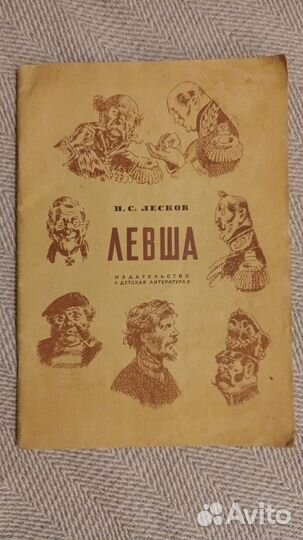 Н. С. ЛЕСКОВ
ЛЕВША
ИЗДАТЕЛЬСТВО
«ДЕТСКАЯ ЛИТЕРАТУРА»
Avito